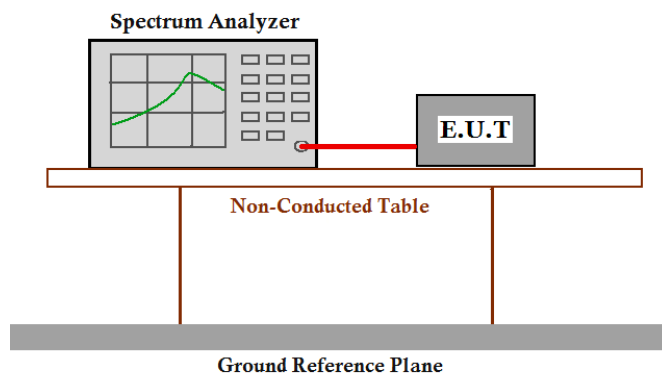 Spectrum Analyzer
E.U.T
Non-Conducted Table
Ground Reference Plane